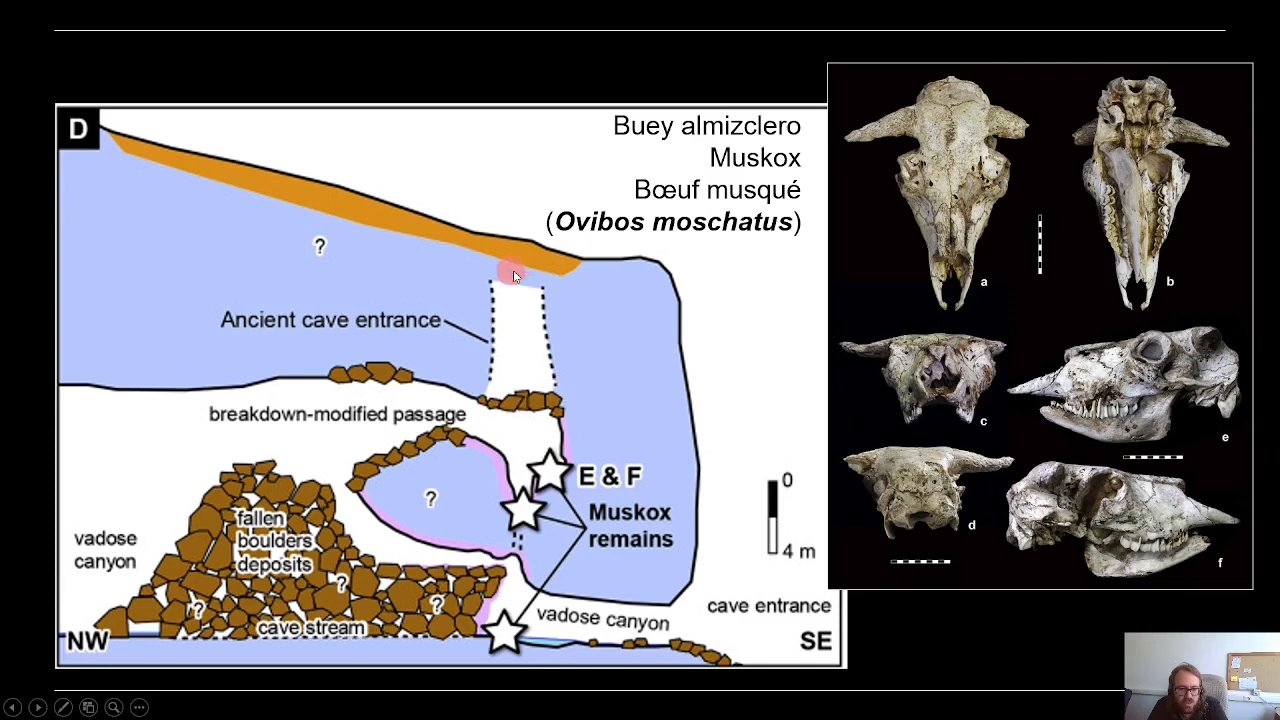 D
Buey almizclero
Muskox
Bœuf musqué
(Ovibos moschatus)
?
Ancient cave entrance
breakdown-modified passage
E & F
?
Muskox
remains
0
4 m
vadose
canyon
fallen
boulders
deposits
?
?
?
cave stream
vadose canyon
cave entrance
NW
SE
a
b
c
d
e
f